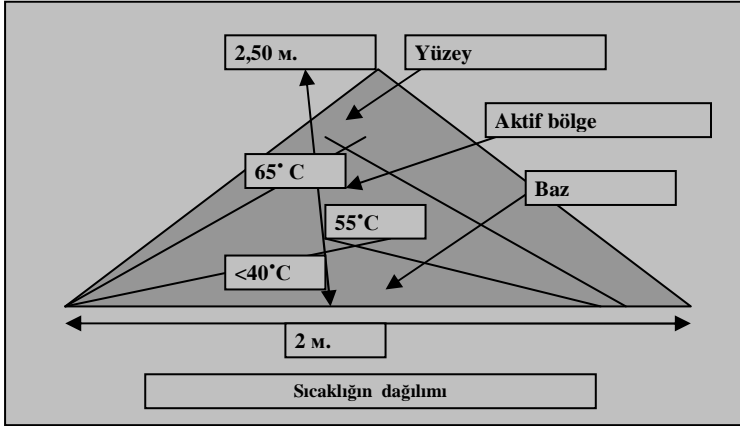 2,50 м.
Yüzey
Aktif bölge
65° C
Baz
55°C
<40°C
2 м.
Sıcaklığın dağılımı